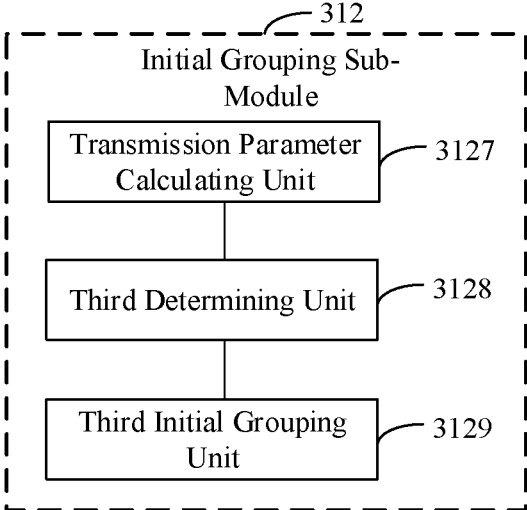 312
Initial Grouping Sub-
Module
Transmission Parameter
Calculating Unit
3127
Third Determining Unit
3128
Third Initial Grouping
Unit
3129